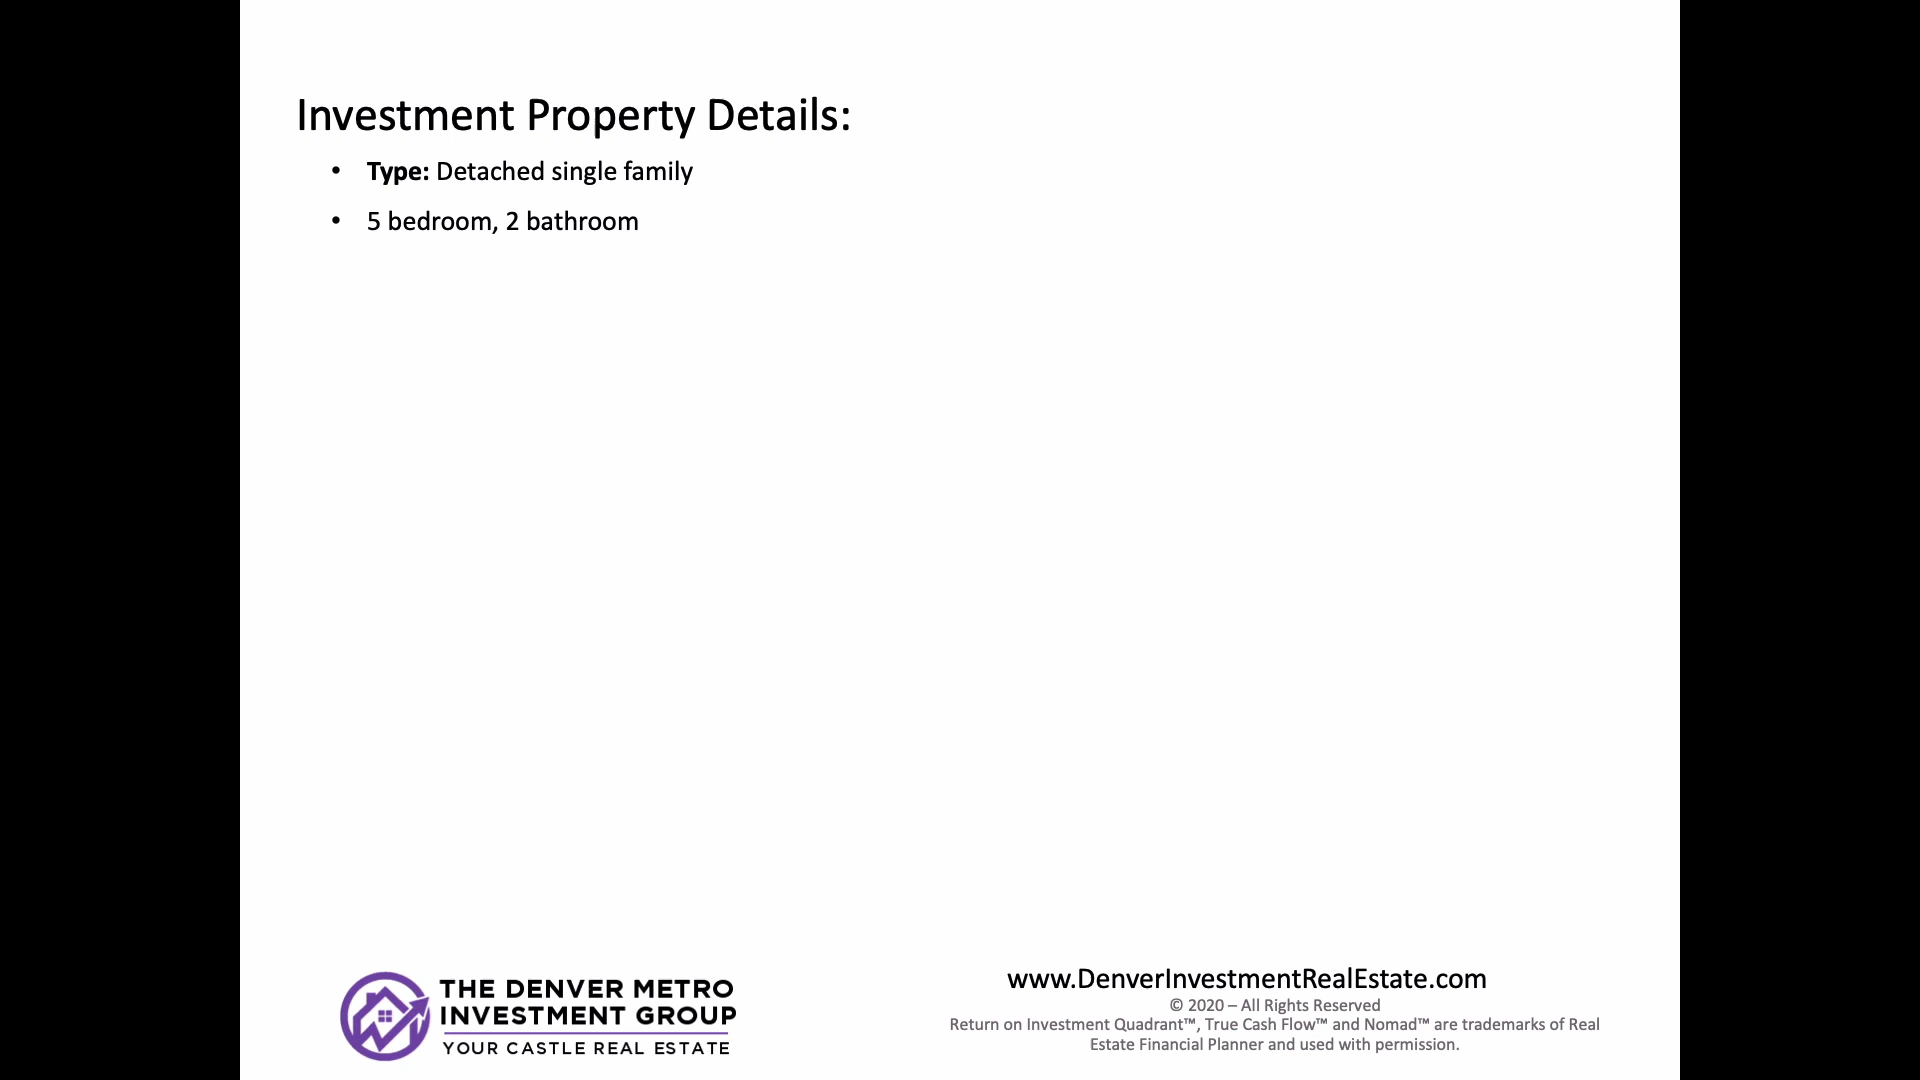 Investment Property Details:
• Type: Detached single family
• 5 bedroom, 2 bathroom
THE DENVER METRO
INVESTMENT GROUP
YOUR CASTLE REAL ESTATE
www.DenverInvestmentRealEstate.com
© 2020 – All Rights Reserved
Return on Investment Quadrant™, True Cash Flow™ and Nomad™ are trademarks of Real
Estate Financial Planner and used with permission.